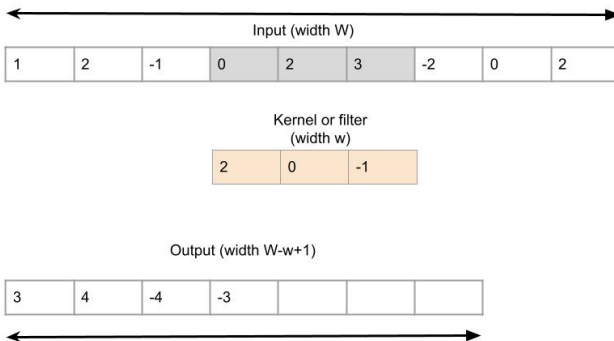 Input (width W)
1 2 -1 0 2 3 -2 0 2
Kernel or filter
(width w)
2 0 -1
Output (width W-w+1)
3 4 -4 -3